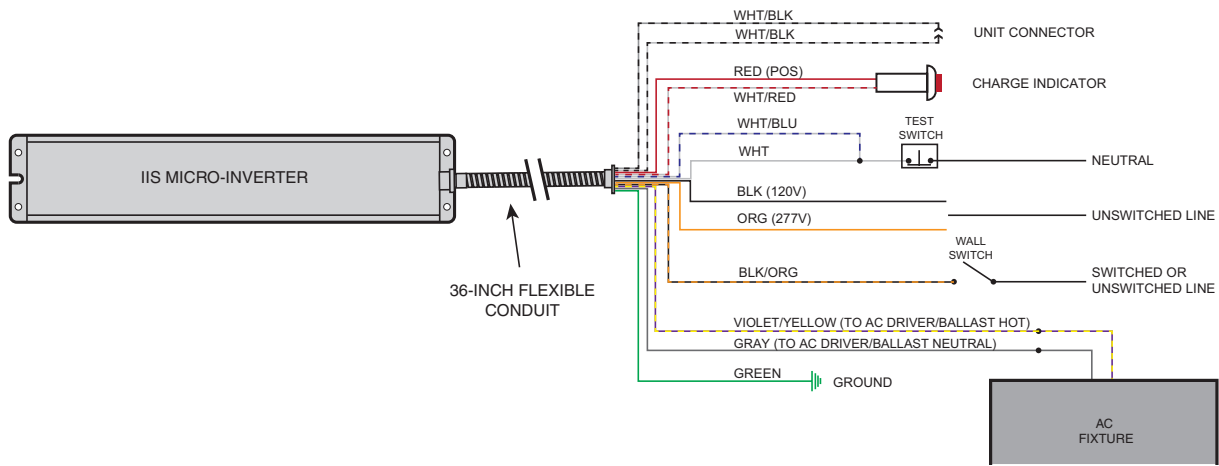 WHT/BLK
WHT/BLK
UNIT CONNECTOR
RED (POS)
CHARGE INDICATOR
WHT/RED
WHT/BLU
TEST
SWITCH
WHT
NEUTRAL
IIS MICRO-INVERTER
BLK (120V)
ORG (277V)
UNSWITCHED LINE
WALL
SWITCH
BLK/ORG
SWITCHED OR
UNSWITCHED LINE
36-INCH FLEXIBLE
CONDUIT
VIOLET/YELLOW (TO AC DRIVER/BALLAST HOT)
GRAY (TO AC DRIVER/BALLAST NEUTRAL)
GREEN
GROUND
AC
FIXTURE